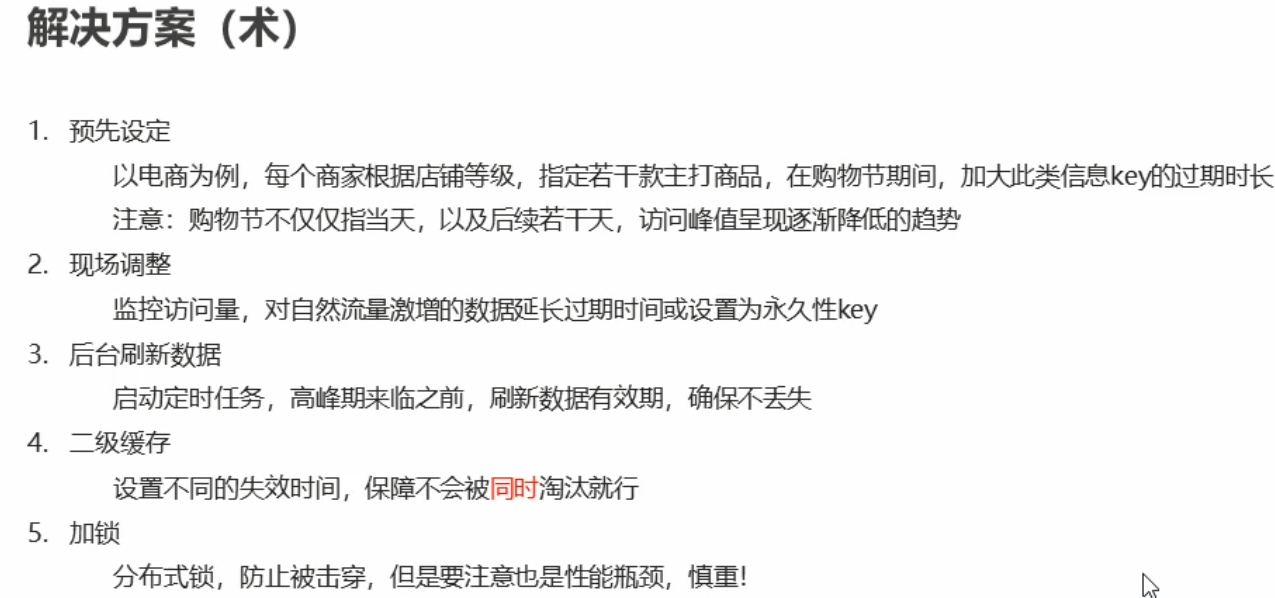 解决方案（术）
1. 预先设定
以电商为例，每个商家根据店铺等级，指定若干款主打商品，在购物节期间，加大此类信息key的过期时长
注意：购物节不仅仅指当天，以及后续若干天，访问峰值呈现逐渐降低的趋势
2. 现场调整
监控访问量，对自然流量激增的数据延长过期时间或设置为永久性key
3. 后台刷新数据
启动定时任务，高峰期来临之前，刷新数据有效期，确保不丢失
4. 二级缓存
设置不同的失效时间，保障不会被同时淘汰就行
5. 加锁
分布式锁，防止被击穿，但是要注意也是性能瓶颈，慎重！